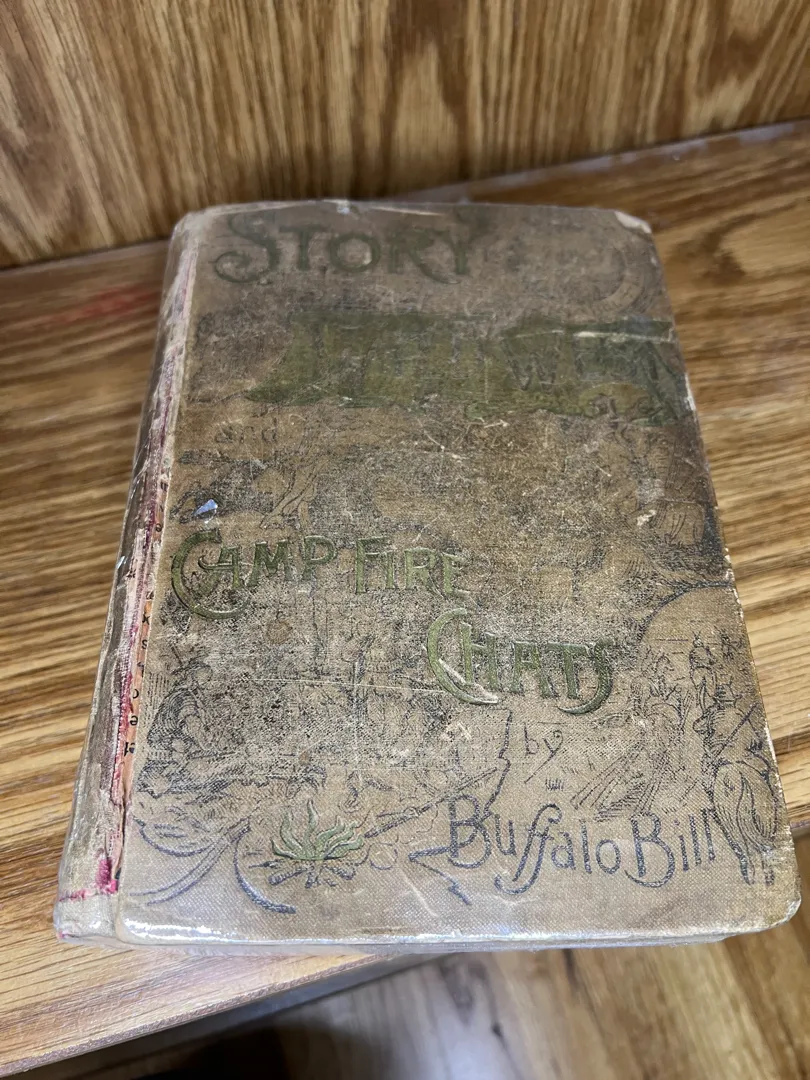 STORY
and
CAMP FIRE
CHATS
by
Buffalo Bill